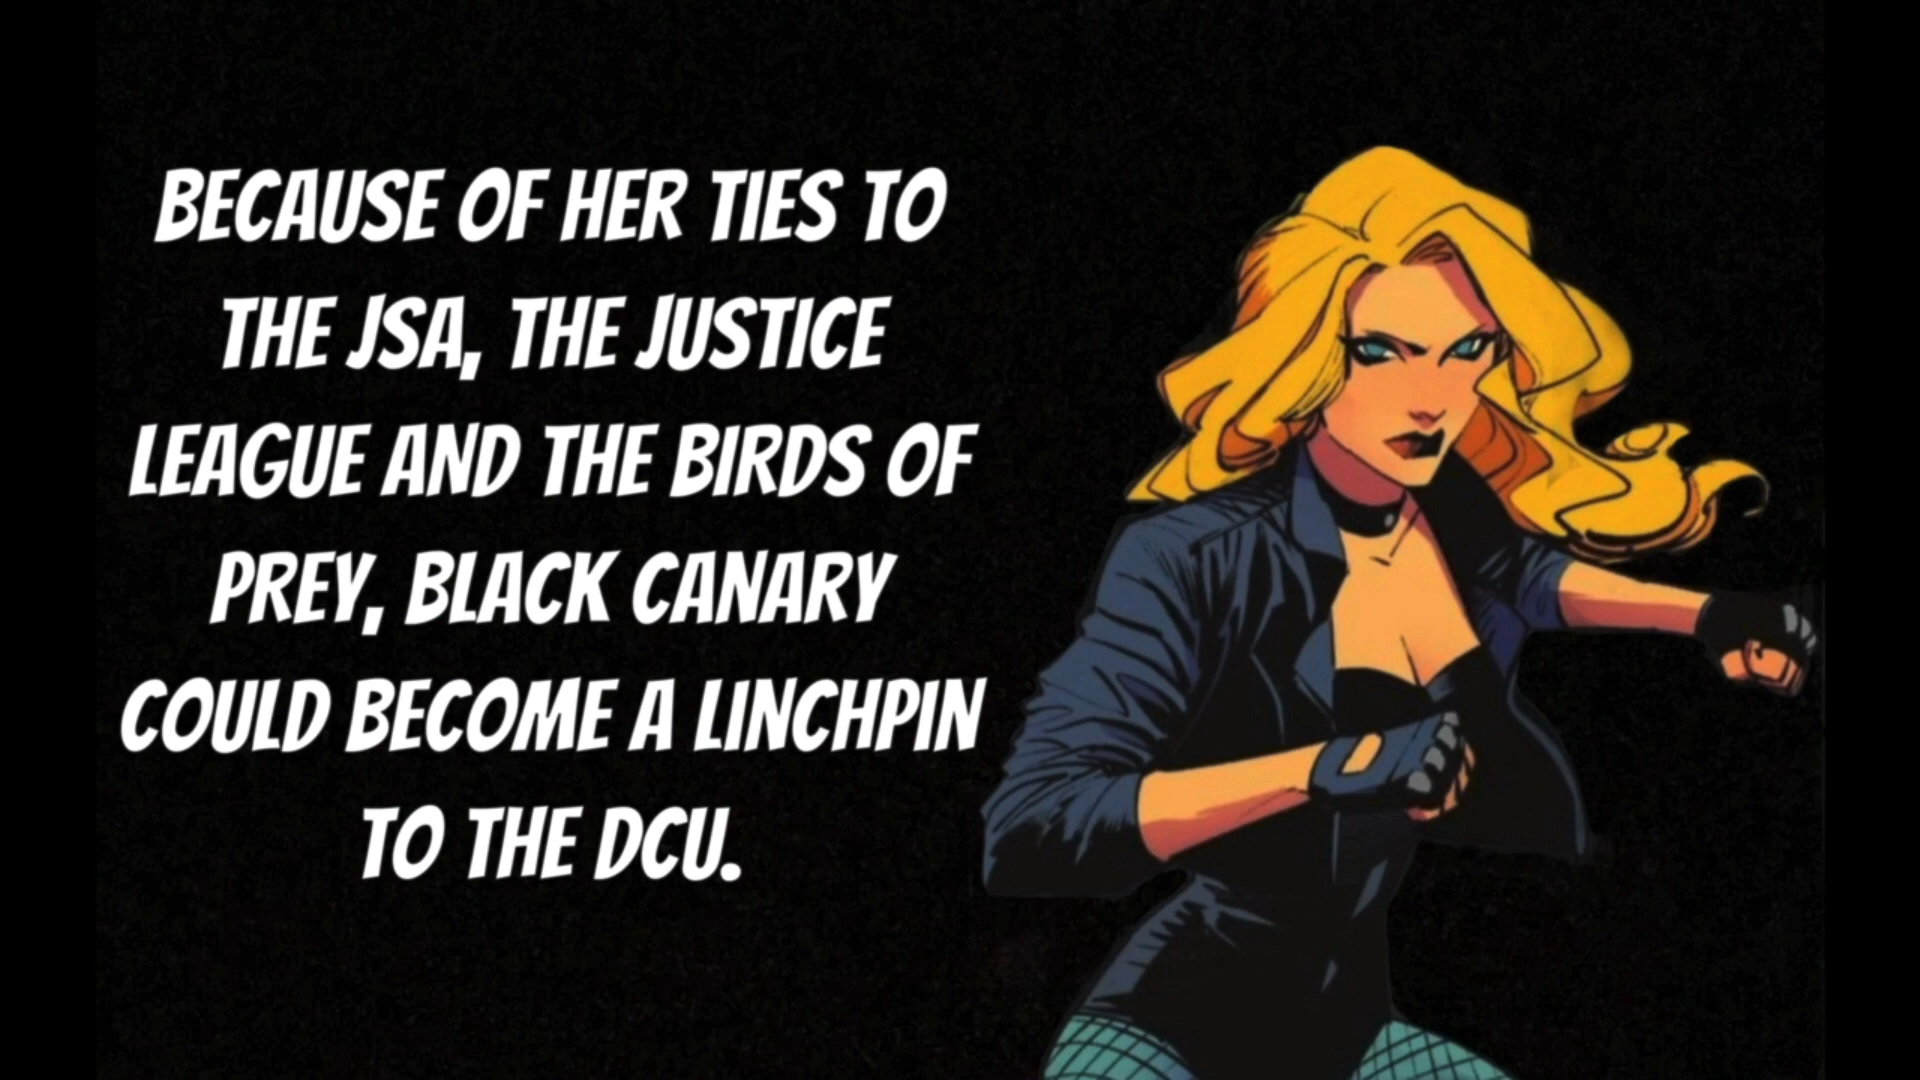 BECAUSE OF HER TIES TO
THE JSA, THE JUSTICE
LEAGUE AND THE BIRDS OF
PREY, BLACK CANARY
COULD BECOME A LINCHPIN
TO THE DCU.